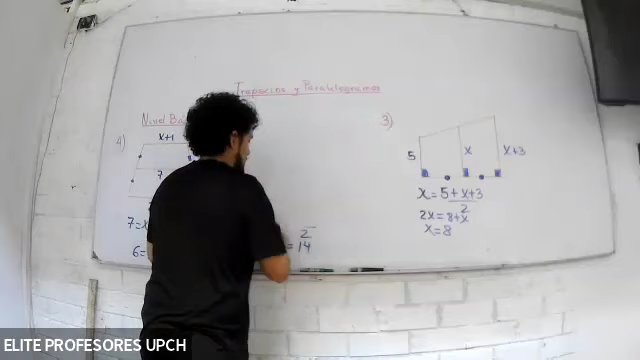 Trapecios y Paralelogramos
Nivel
4)
x+1
7
7=
6=
2
= 14
3)
5
x
x+3
x = 5+x+3
2
2x = 8+x
x=8
ELITE PROFESORES UPCH